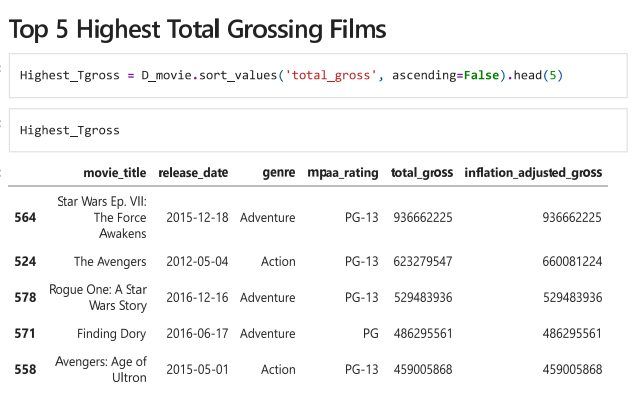 Top 5 Highest Total Grossing Films
Highest_Tgross = D_movie.sort_values('total_gross', ascending=False).head(5)
Highest_Tgross
movie_title release_date genre mpaa_rating total_gross inflation_adjusted_gross
Star Wars Ep. VII:
The Force
Awakens
564 2015-12-18 Adventure PG-13 936662225 936662225
524 The Avengers 2012-05-04 Action PG-13 623279547 660081224
Rogue One: A Star
Wars Story
578 2016-12-16 Adventure PG-13 529483936 529483936
571 Finding Dory 2016-06-17 Adventure PG 486295561 486295561
Avengers: Age of
Ultron
558 2015-05-01 Action PG-13 459005868 459005868